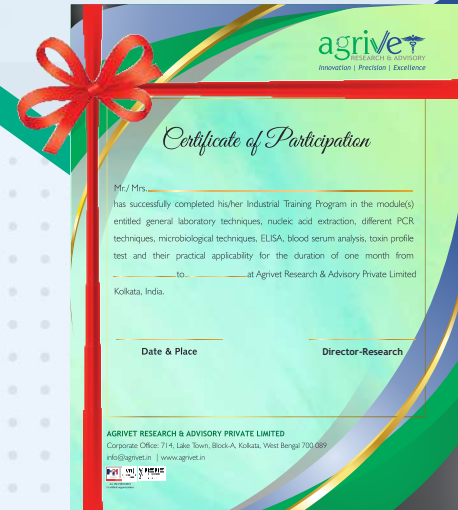 agrivet
RESEARCH & ADVISORY
Innovation | Precision | Excellence
Certificate of Participation
Mr./ Mrs.
has successfully completed his/her Industrial Training Program in the module(s)
entitled general laboratory techniques, nucleic acid extraction, different PCR
techniques, microbiological techniques, ELISA, blood serum analysis, toxin profile
test and their practical applicability for the duration of one month from
to at Agrivet Research & Advisory Private Limited
Kolkata, India.
Date & Place Director-Research
AGRIVET RESEARCH & ADVISORY PRIVATE LIMITED
Corporate Office: 714, Lake Town, Block-A, Kolkata, West Bengal 700 089
info@agrivet.in | www.agrivet.in